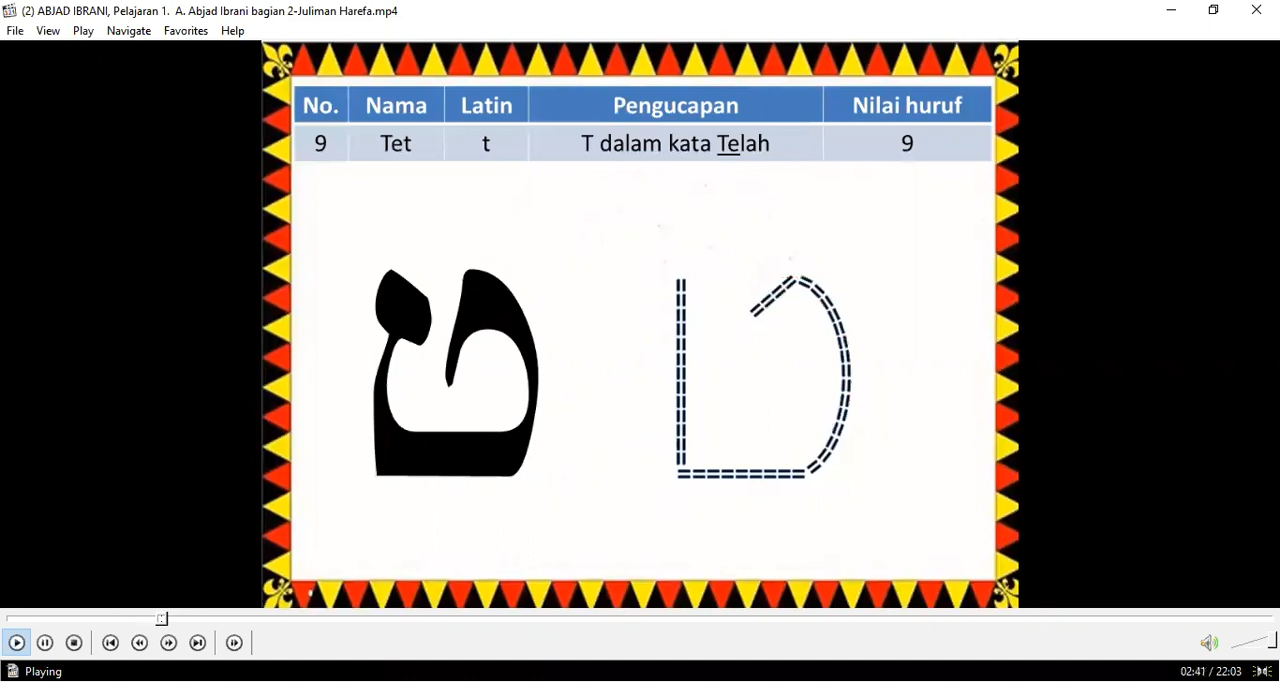 (2) ABJAD IBRANI, Pelajaran 1.  A. Abjad Ibrani bagian 2-Juliman Harefa.mp4
File View Play Navigate Favorites Help
No. Nama Latin Pengucapan Nilai huruf
9 Tet t T dalam kata Telah 9
ט
Playing 02:41 / 22:03